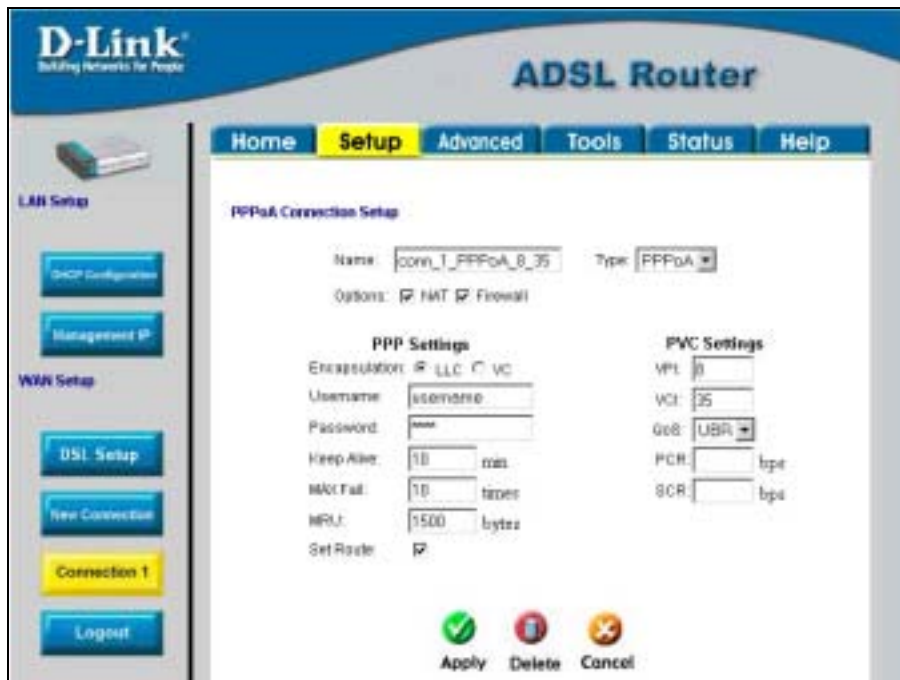 D-Link
Building Networks for People
ADSL Router
Home Setup Advanced Tools Status Help
LAN Setup
DHCP Configuration
Management IP
WAN Setup
DSL Setup
New Connection
Connection 1
Logout
PPPoA Connection Setup
Name: conn_1_PPPoA_8_35 Type: PPPoA
Options: NAT Firewall
PPP Settings
Encapsulation: LLC VC
Username: username
Password: ****
Keep Alive: 10 min
MAX Fail: 10 times
MRU: 1500 bytes
Set Route:
PVC Settings
VPI: 8
VCI: 35
QoS: UBR
PCR: bps
SCR: bps
Apply Delete Cancel